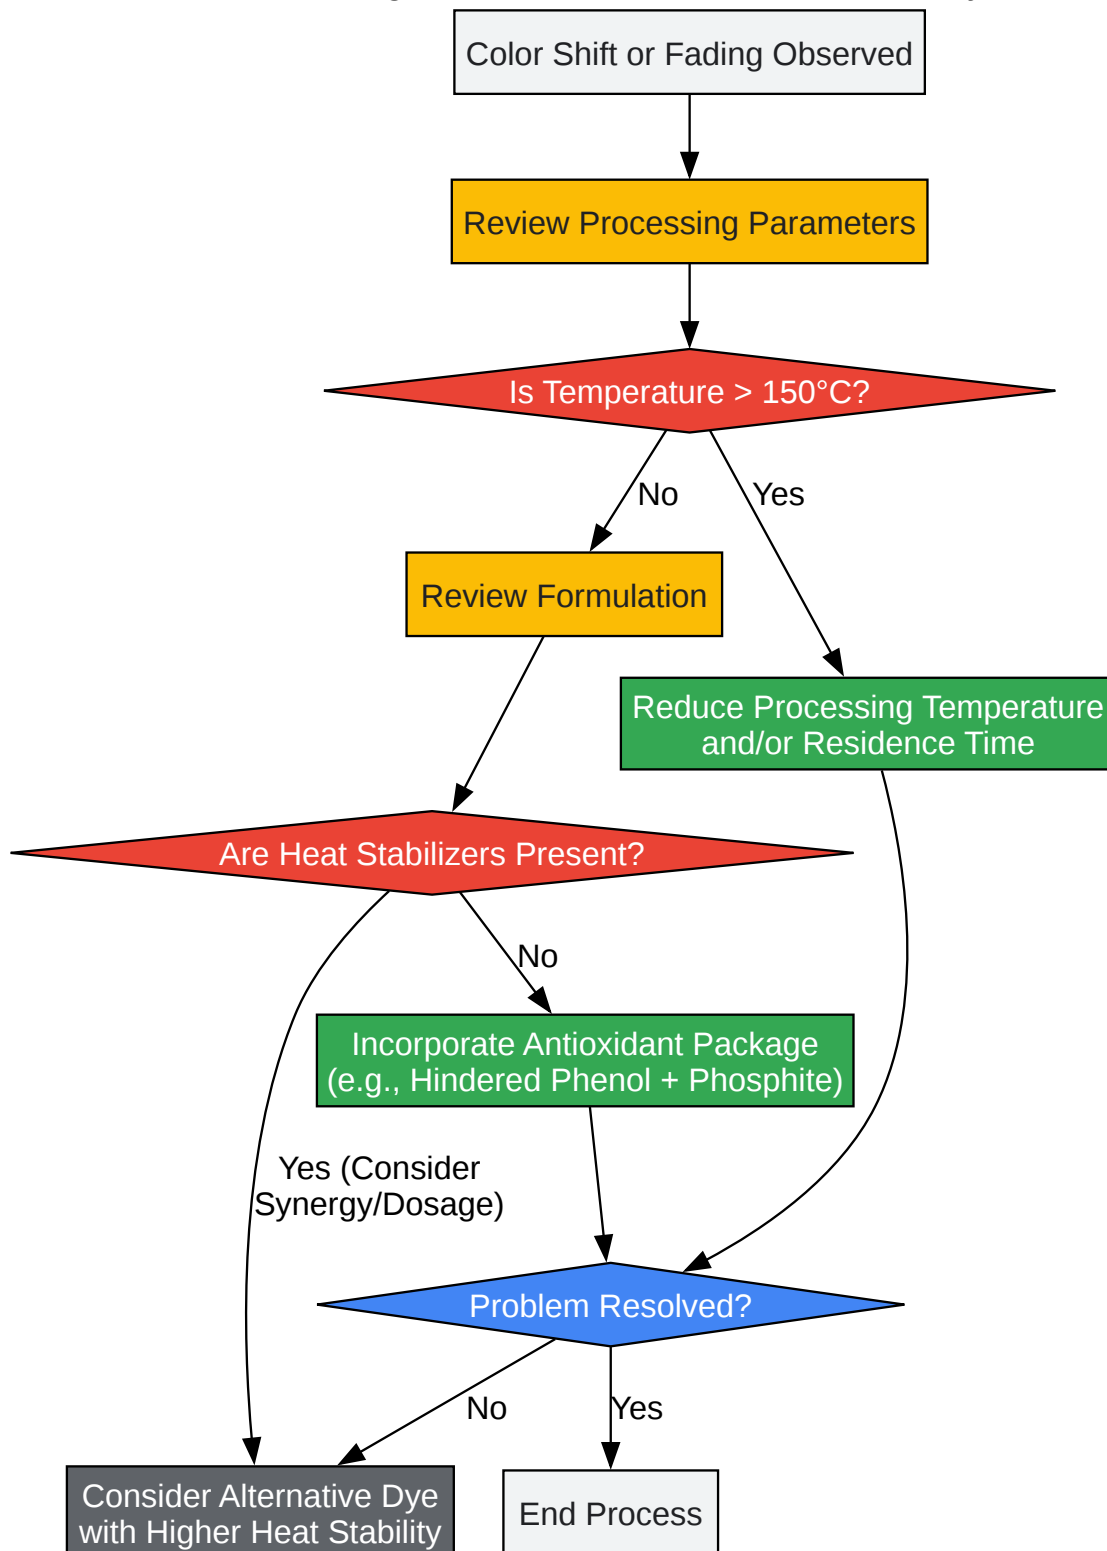 Color Shift or Fading Observed
Review Processing Parameters
Is Temperature > 150°C?
No
Yes
Review Formulation
Reduce Processing Temperature
and/or Residence Time
Are Heat Stabilizers Present?
No
Incorporate Antioxidant Package
(e.g., Hindered Phenol + Phosphite)
Yes (Consider
Synergy/Dosage)
Problem Resolved?
No
Yes
Consider Alternative Dye
with Higher Heat Stability
End Process